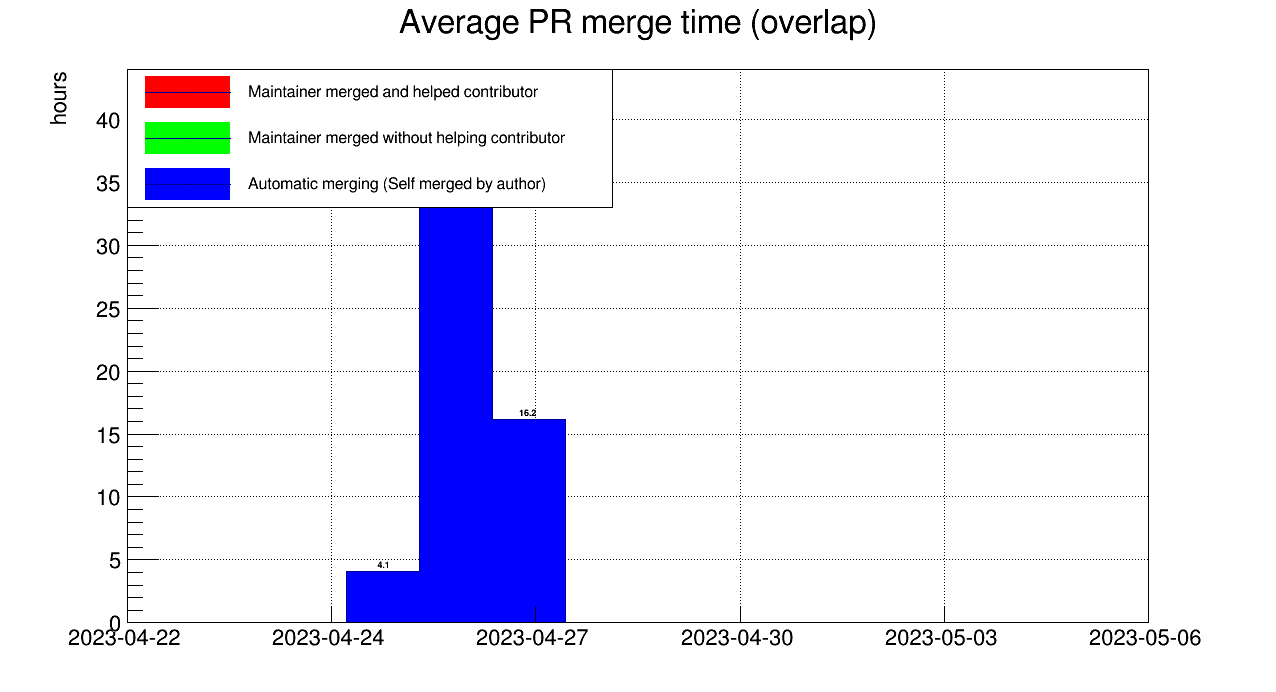 Average PR merge time (overlap)
hours
Maintainer merged and helped contributor
Maintainer merged without helping contributor
Automatic merging (Self merged by author)
40
35
30
25
20
15
10
5
0
16.2
4.1
2023-04-22 2023-04-24 2023-04-27 2023-04-30 2023-05-03 2023-05-06